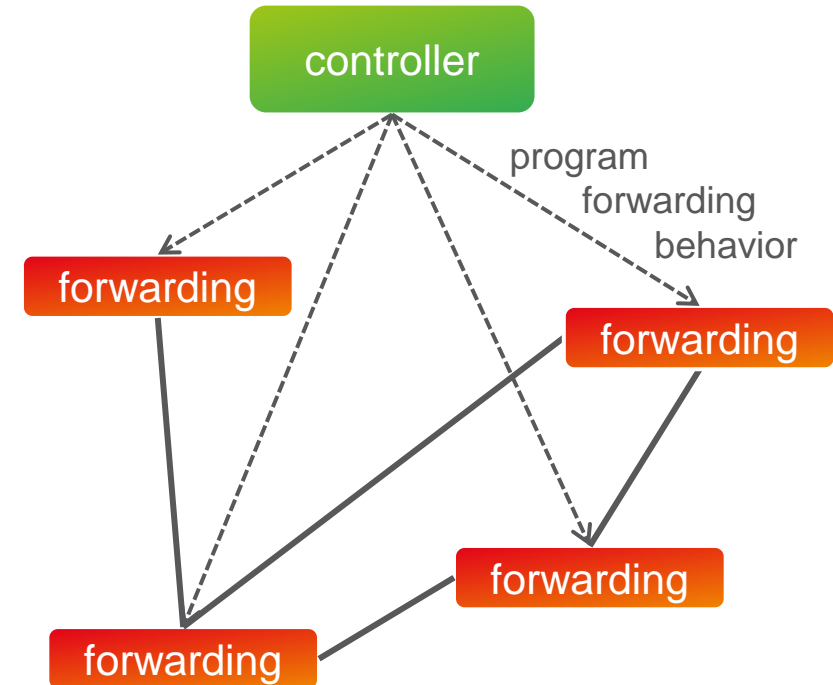 controller
program
forwarding
behavior
forwarding
forwarding
forwarding
forwarding